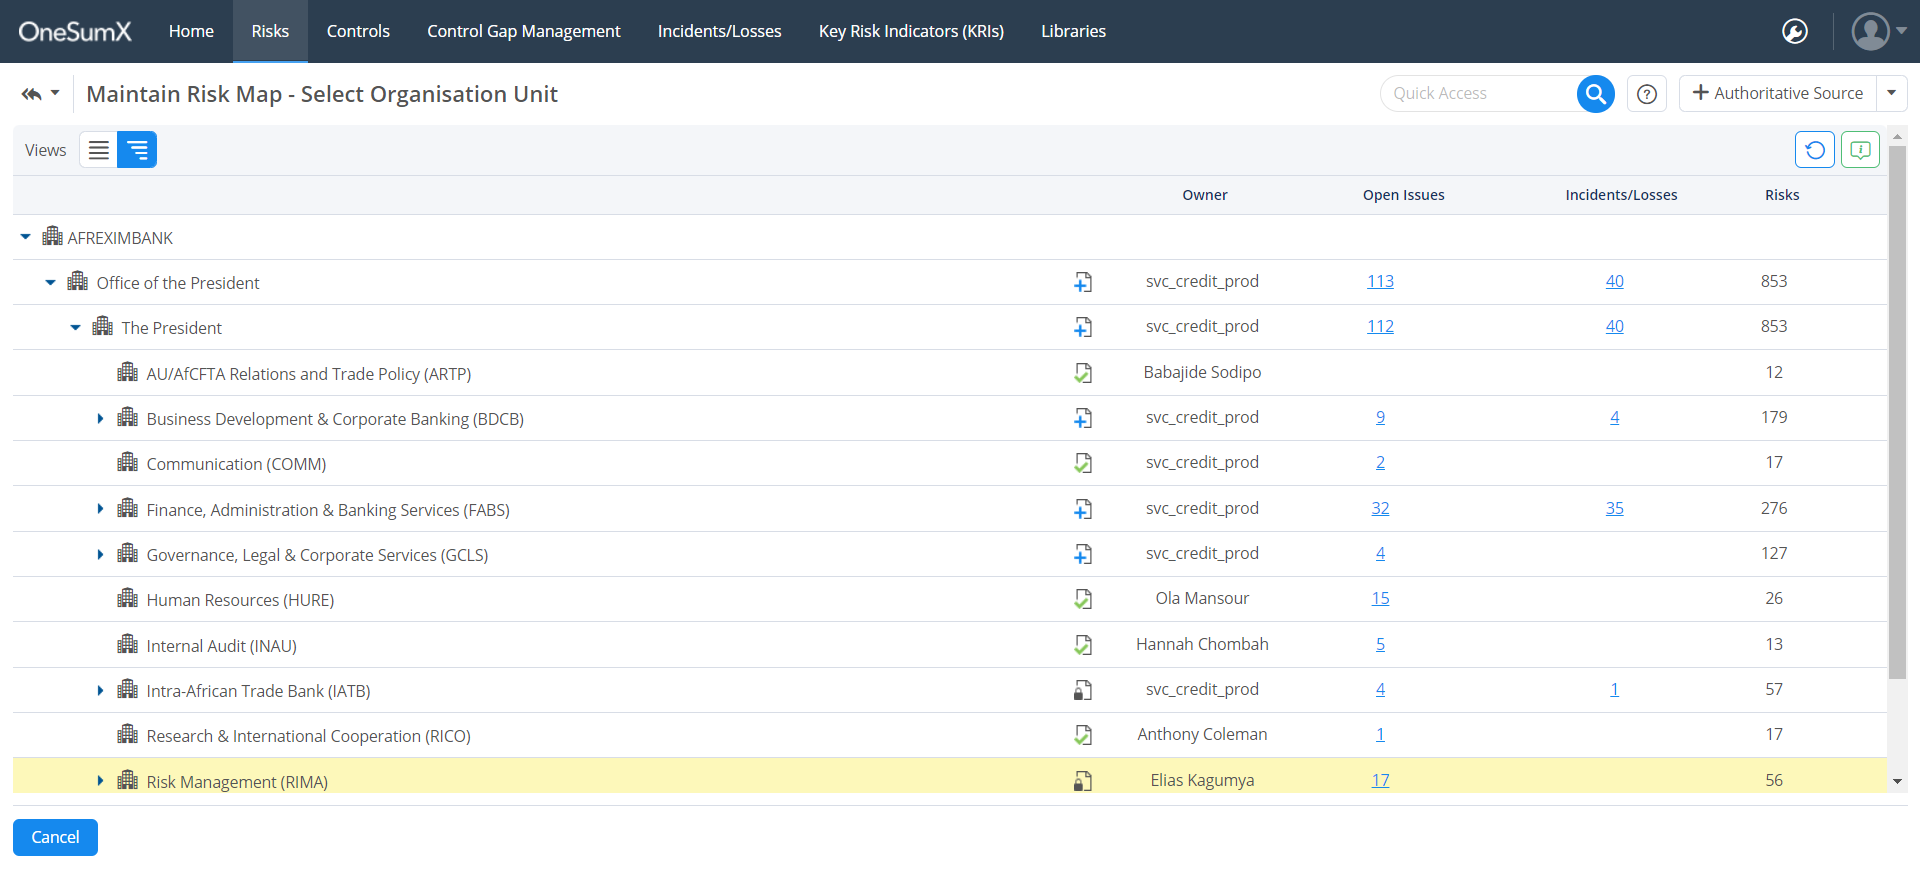 OneSumX Home Risks Controls Control Gap Management Incidents/Losses Key Risk Indicators (KRIs) Libraries
Maintain Risk Map - Select Organisation Unit Quick Access ? + Authoritative Source
Views
Owner Open Issues Incidents/Losses Risks
AFREXIMBANK
Office of the President svc_credit_prod 113 40 853
The President svc_credit_prod 112 40 853
AU/AfCFTA Relations and Trade Policy (ARTP) Babajide Sodipo 12
Business Development & Corporate Banking (BDCB) svc_credit_prod 9 4 179
Communication (COMM) svc_credit_prod 2 17
Finance, Administration & Banking Services (FABS) svc_credit_prod 32 35 276
Governance, Legal & Corporate Services (GCLS) svc_credit_prod 4 127
Human Resources (HURE) Ola Mansour 15 26
Internal Audit (INAU) Hannah Chombah 5 13
Intra-African Trade Bank (IATB) svc_credit_prod 4 1 57
Research & International Cooperation (RICO) Anthony Coleman 1 17
Risk Management (RIMA) Elias Kagumya 17 56
Cancel